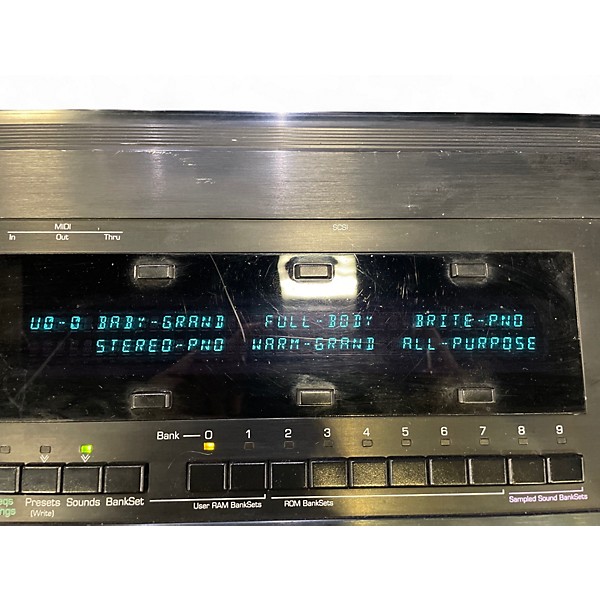 MIDI
In Out Thru
SCSI
U0-0 BABY-GRAND FULL-BODY BRITE-PNO
STEREO-PNO WARM-GRAND ALL-PURPOSE
Bank 0 1 2 3 4 5 6 7 8 9
Presets Sounds BankSet
(Write)
User RAM BankSets ROM BankSets Sampled Sound BankSets